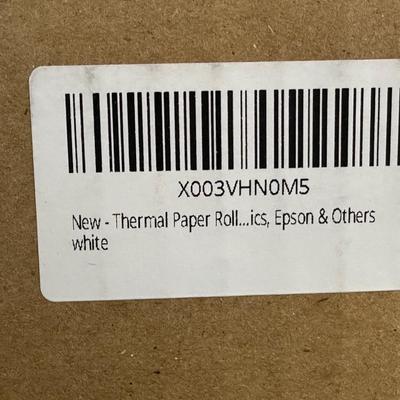 X003VHN0M5
New - Thermal Paper Roll...ics, Epson & Others
white